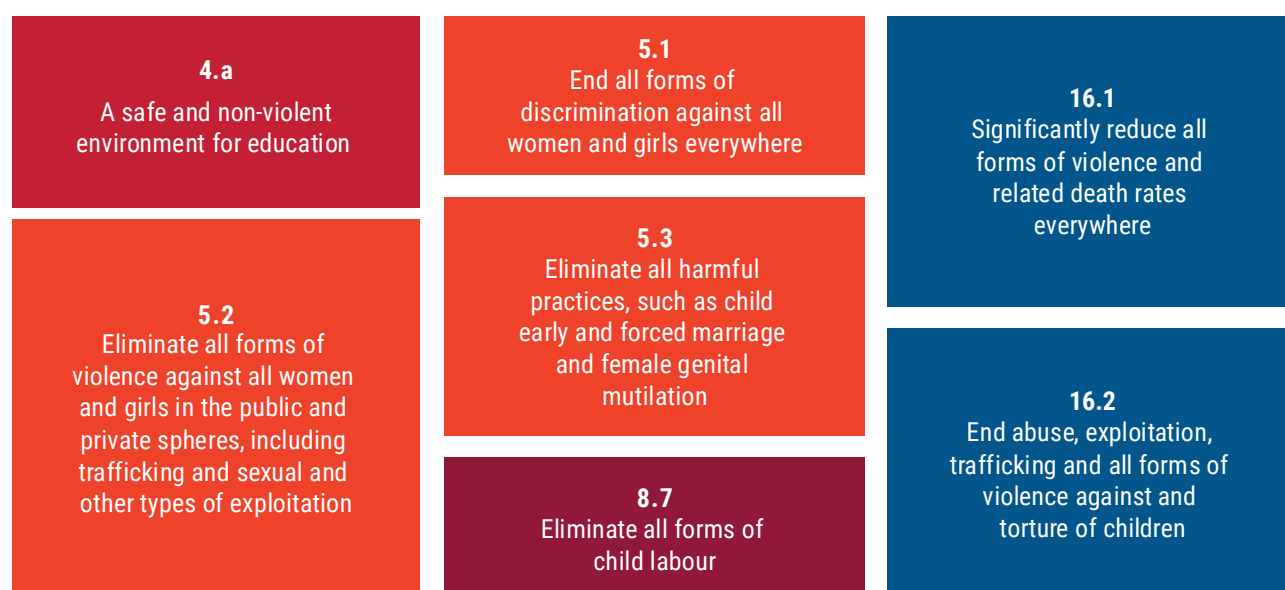 4.a
A safe and non-violent
environment for education
5.2
Eliminate all forms of
violence against all women
and girls in the public and
private spheres, including
trafficking and sexual and
other types of exploitation
5.1
End all forms of
discrimination against all
women and girls everywhere
5.3
Eliminate all harmful
practices, such as child
early and forced marriage
and female genital
mutilation
8.7
Eliminate all forms of
child labour
16.1
Significantly reduce all
forms of violence and
related death rates
everywhere
16.2
End abuse, exploitation,
trafficking and all forms of
violence against and
torture of children